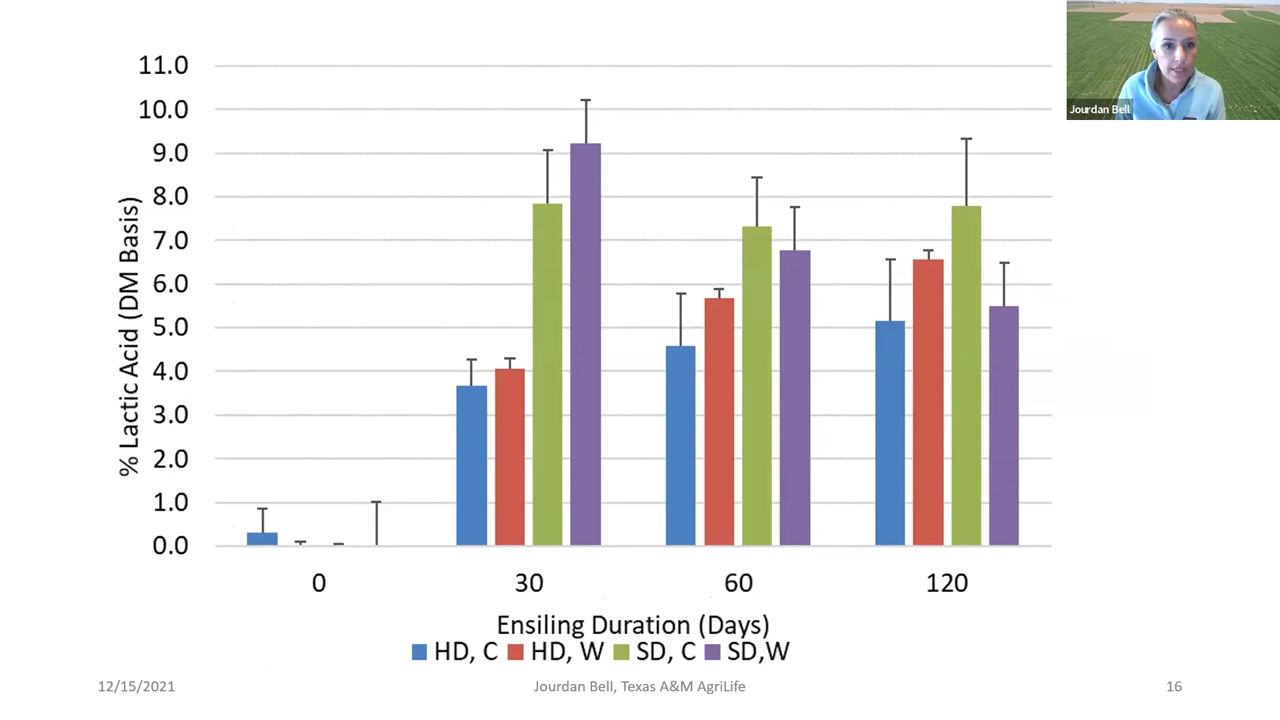 Jourdan Bell
11.0
10.0
9.0
8.0
7.0
6.0
5.0
4.0
3.0
2.0
1.0
0.0
% Lactic Acid (DM Basis)
0 30 60 120
Ensiling Duration (Days)
HD, C HD, W SD, C SD,W
12/15/2021 Jourdan Bell, Texas A&M AgriLife 16